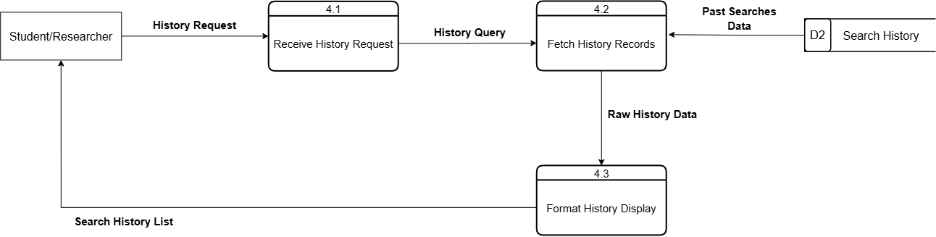 4.1
4.2
Past Searches
Data
History Request
History Query
Student/Researcher
Receive History Request
Fetch History Records
D2
Search History
Raw History Data
4.3
Format History Display
Search History List